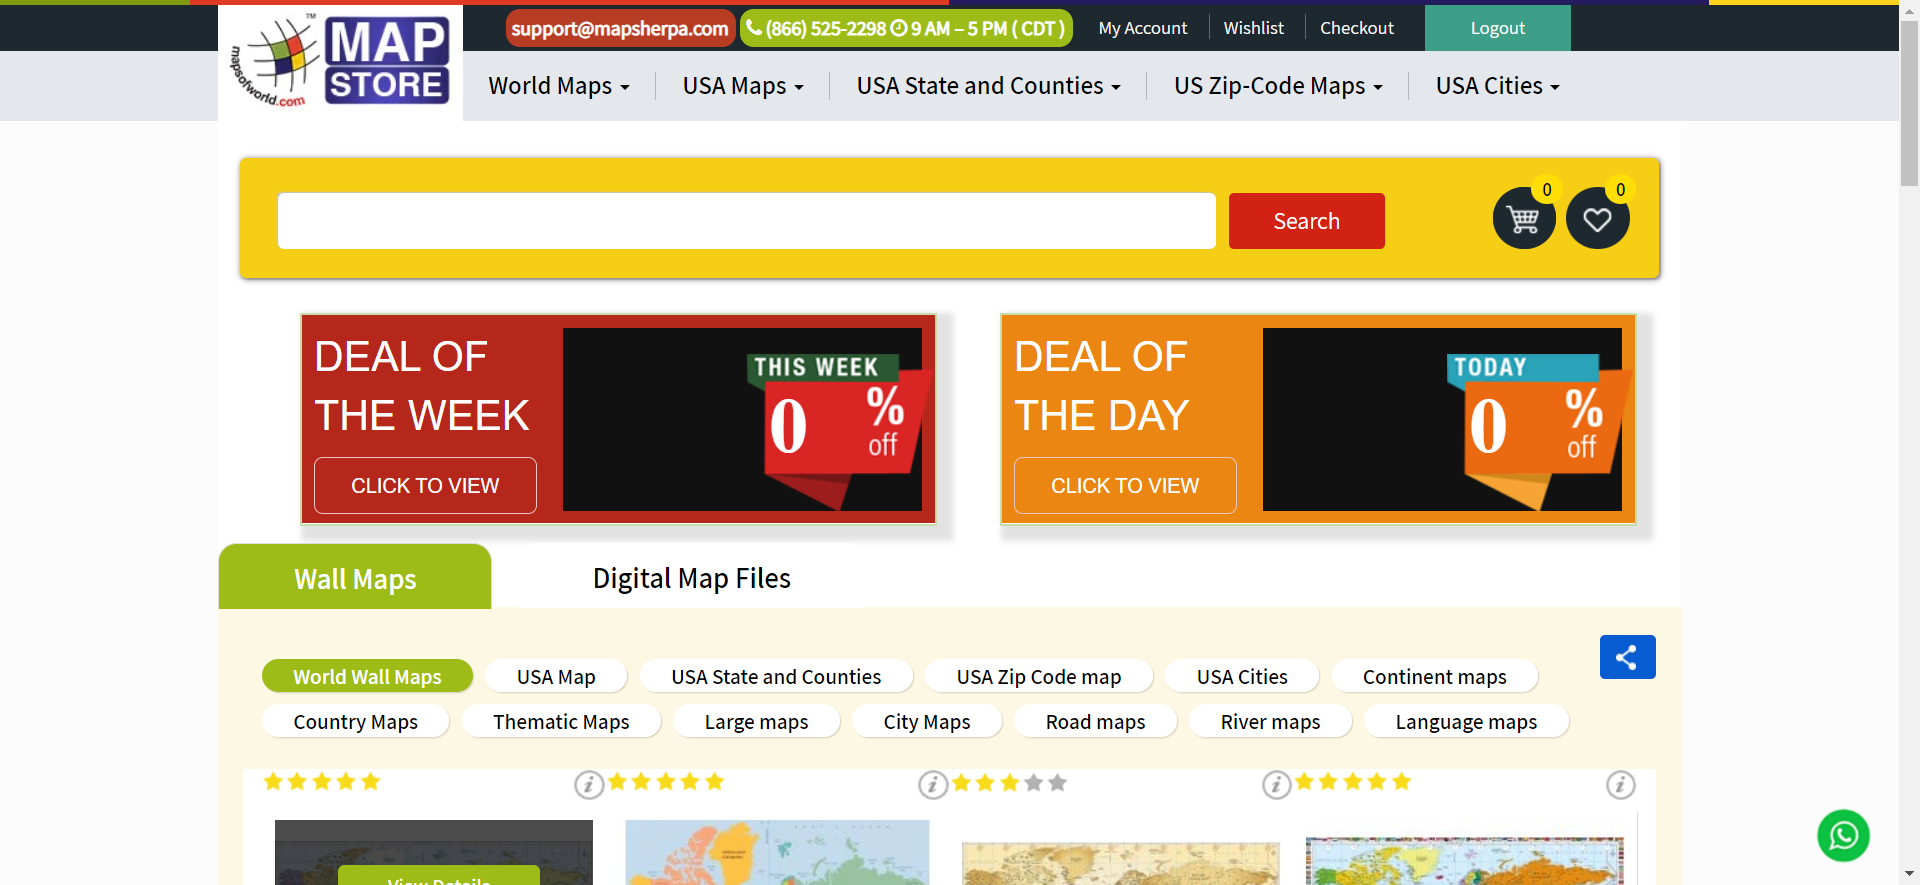 support@mapsherpa.com (866) 525-2298 9 AM – 5 PM ( CDT ) My Account Wishlist Checkout Logout
TM
MAP
STORE
mapsofworld.com
World Maps USA Maps USA State and Counties US Zip-Code Maps USA Cities
Search 0 0
DEAL OF
THE WEEK
CLICK TO VIEW
THIS WEEK
0 %
off
DEAL OF
THE DAY
CLICK TO VIEW
TODAY
0 %
off
Wall Maps Digital Map Files
World Wall Maps USA Map USA State and Counties USA Zip Code map USA Cities Continent maps
Country Maps Thematic Maps Large maps City Maps Road maps River maps Language maps
View Details